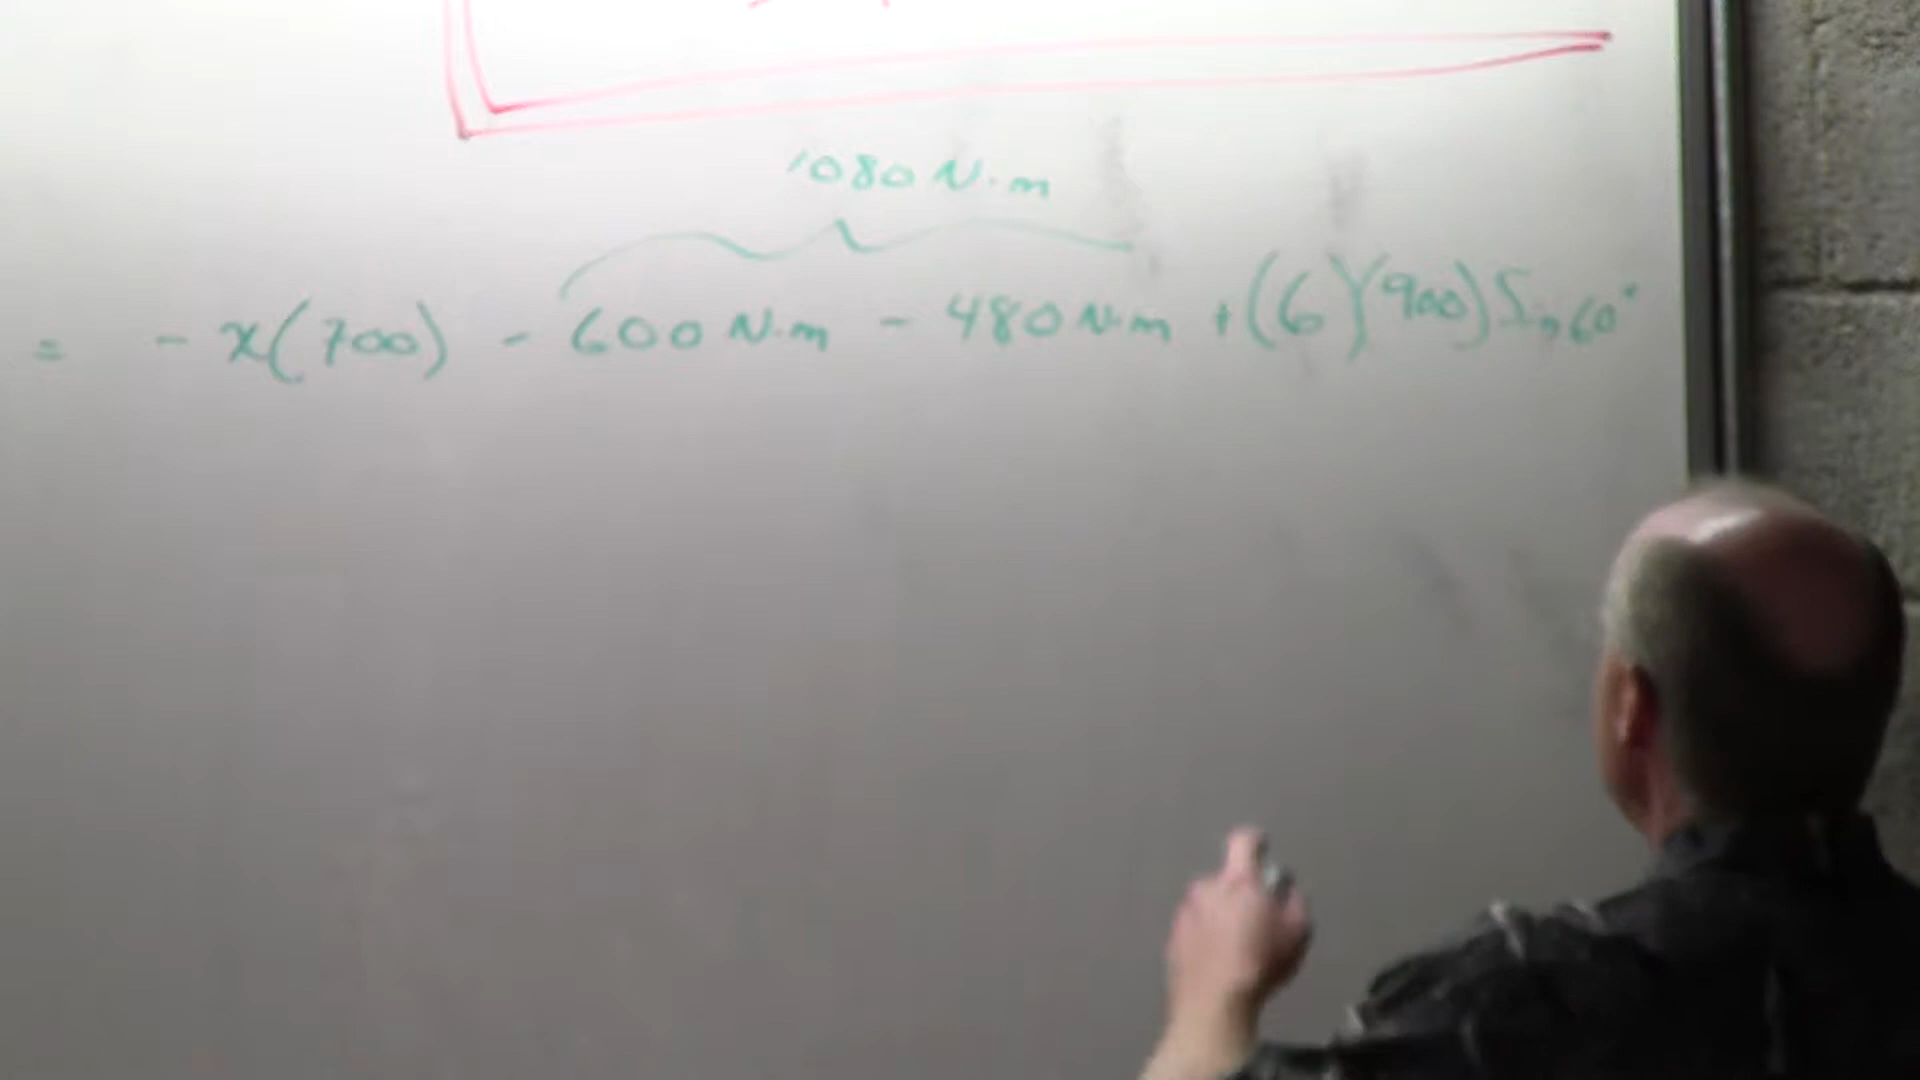 1080 N·m
= - x(700) - 600 N·m - 480 N·m + (6)(900) Sin 60°